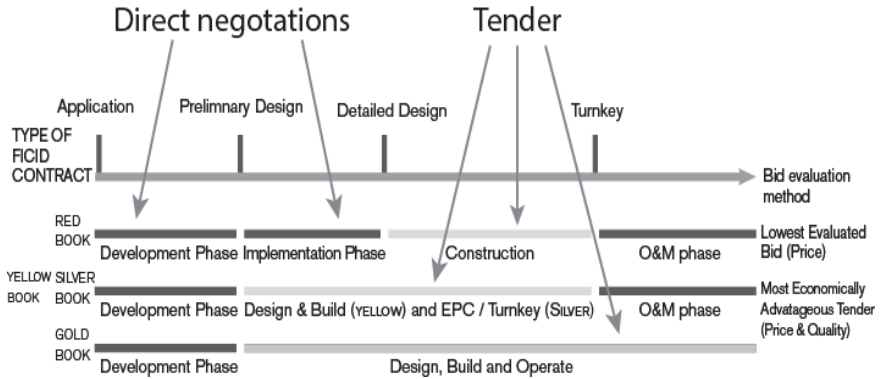 Direct negotations
Tender
Application
Prelimnary Design
Detailed Design
Turnkey
TYPE OF
FICID
CONTRACT
Bid evaluation
method
RED
BOOK
Development Phase
Implementation Phase
Construction
O&M phase
Lowest Evaluated
Bid (Price)
YELLOW
BOOK
SILVER
BOOK
Development Phase
Design & Build (YELLOW) and EPC / Turnkey (SILVER)
O&M phase
Most Economically
Advatageous Tender
(Price & Quality)
GOLD
BOOK
Development Phase
Design, Build and Operate